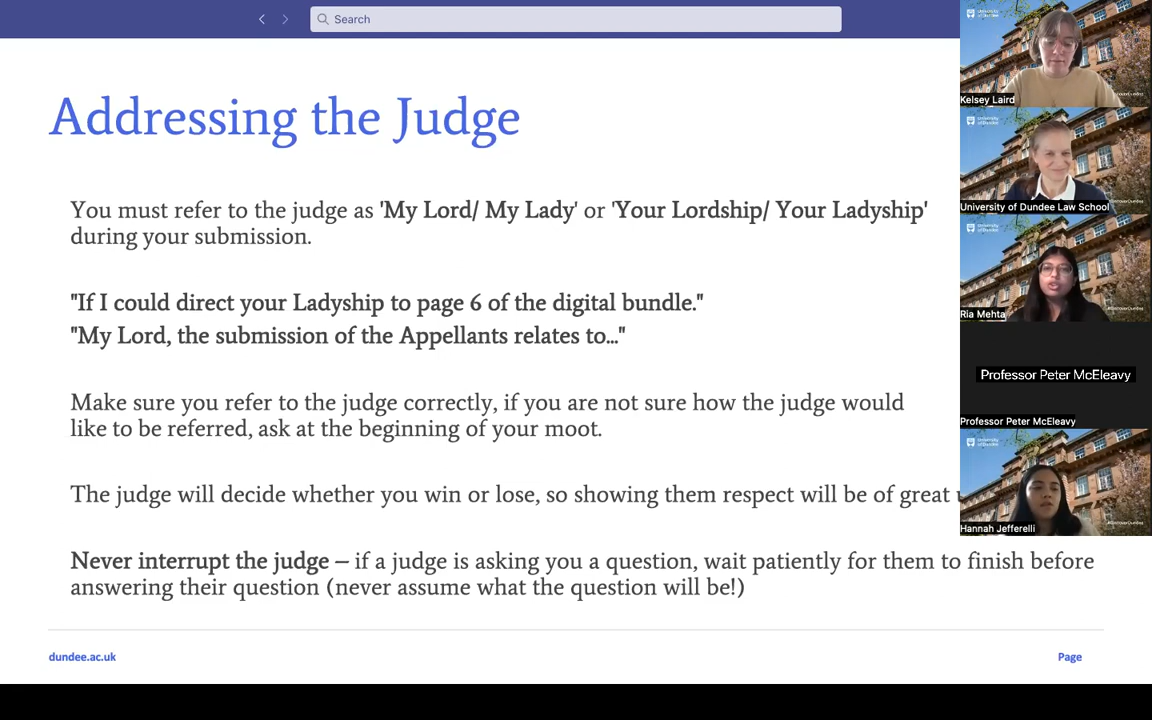 Search
Addressing the Judge
You must refer to the judge as 'My Lord/ My Lady' or 'Your Lordship/ Your Ladyship'
during your submission.
"If I could direct your Ladyship to page 6 of the digital bundle."
"My Lord, the submission of the Appellants relates to..."
Make sure you refer to the judge correctly, if you are not sure how the judge would
like to be referred, ask at the beginning of your moot.
The judge will decide whether you win or lose, so showing them respect will be of great
Never interrupt the judge – if a judge is asking you a question, wait patiently for them to finish before
answering their question (never assume what the question will be!)
dundee.ac.uk
Page
Kelsey Laird
University of Dundee Law School
Ria Mehta
Professor Peter McEleavy
Professor Peter McEleavy
Hannah Jefferelli